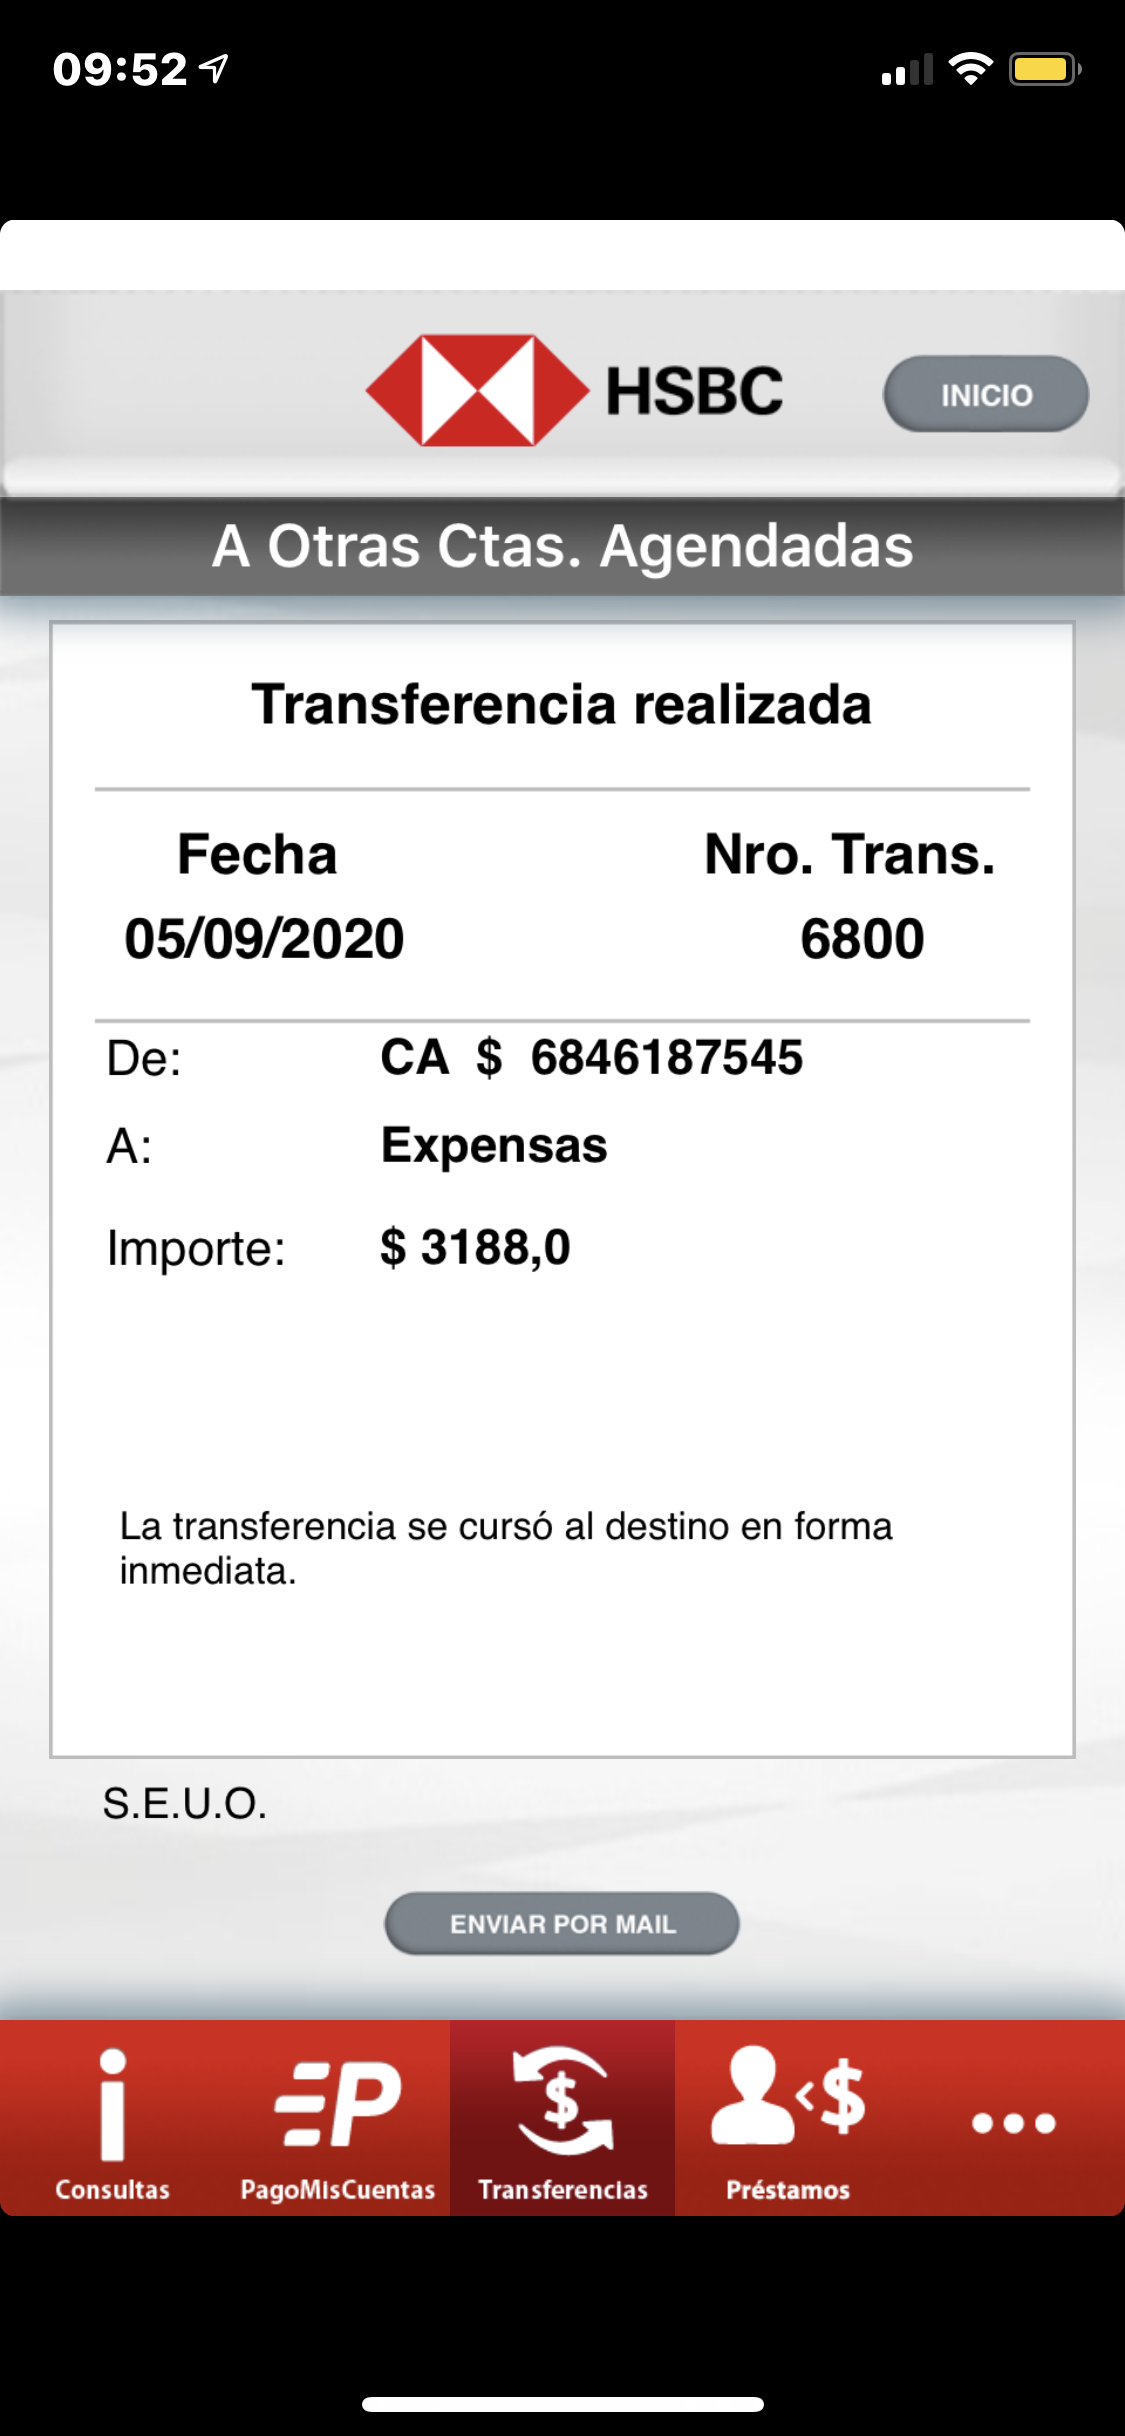 09:52
HSBC
INICIO
A Otras Ctas. Agendadas
Transferencia realizada
Fecha Nro. Trans.
05/09/2020 6800
De: CA $ 6846187545
A: Expensas
Importe: $ 3188,0
La transferencia se cursó al destino en forma
inmediata.
S.E.U.O.
ENVIAR POR MAIL
Consultas PagoMisCuentas Transferencias Préstamos